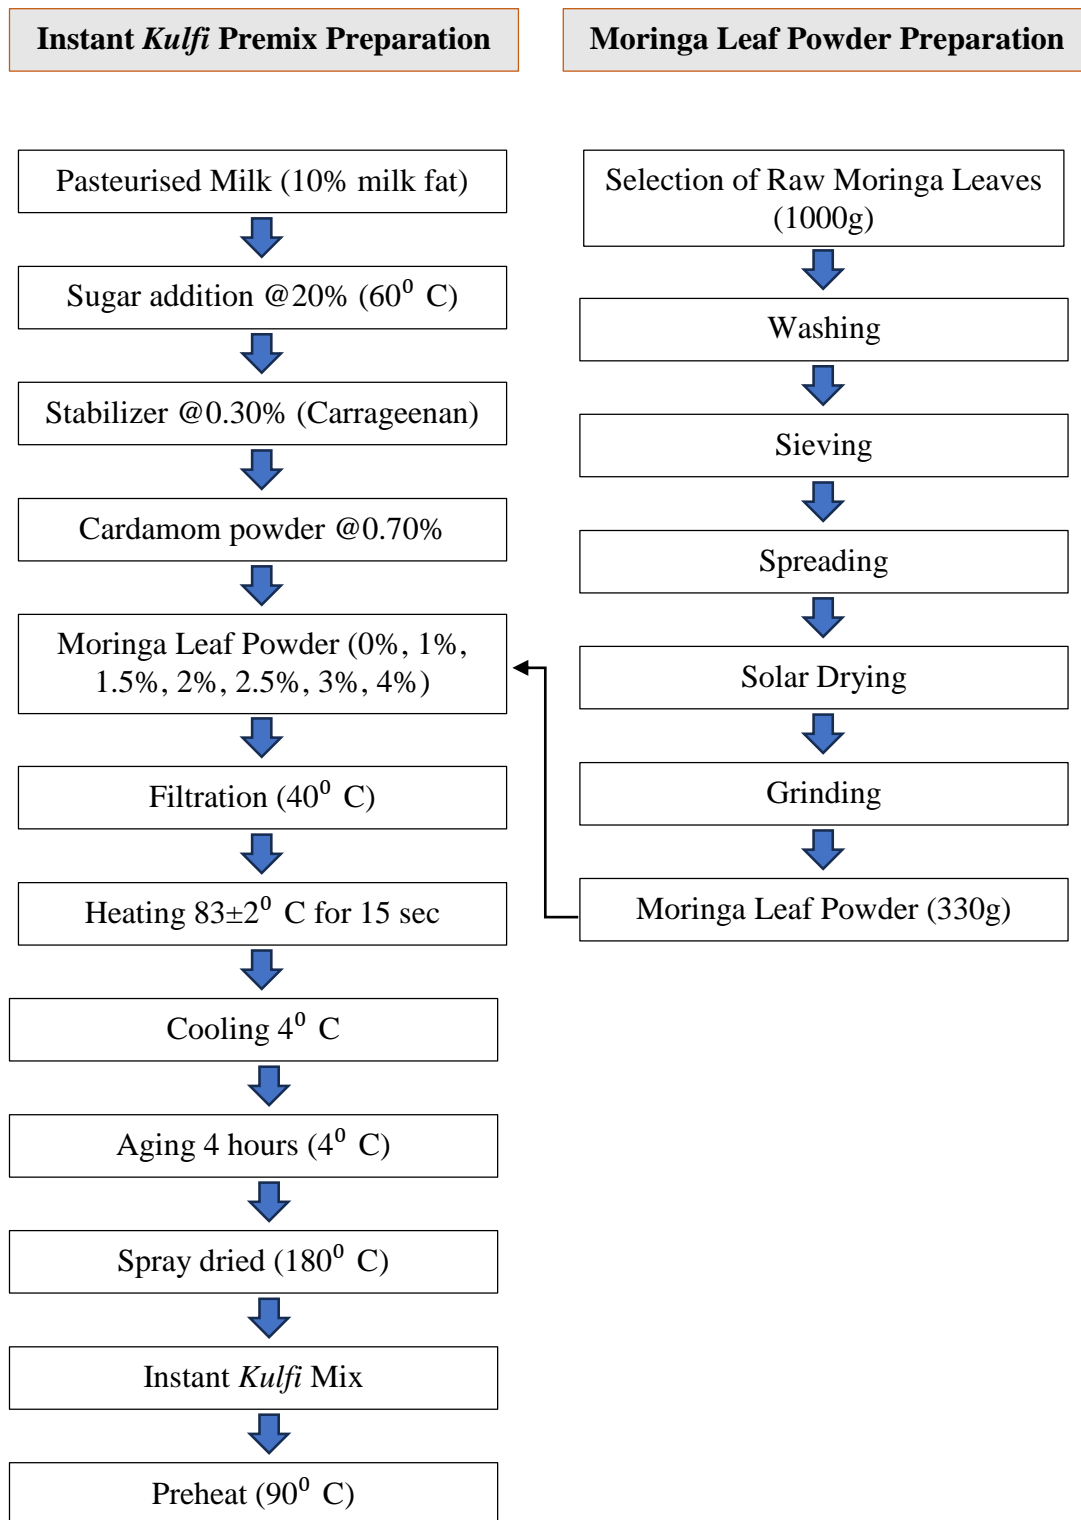 Instant Kulfi Premix Preparation
Pasteurised Milk (10% milk fat)
Sugar addition @20% (60⁰ C)
Stabilizer @0.30% (Carrageenan)
Cardamom powder @0.70%
Moringa Leaf Powder (0%, 1%,
1.5%, 2%, 2.5%, 3%, 4%)
Filtration (40⁰ C)
Heating 83±2⁰ C for 15 sec
Cooling 4⁰ C
Aging 4 hours (4⁰ C)
Spray dried (180⁰ C)
Instant Kulfi Mix
Preheat (90⁰ C)
Moringa Leaf Powder Preparation
Selection of Raw Moringa Leaves
(1000g)
Washing
Sieving
Spreading
Solar Drying
Grinding
Moringa Leaf Powder (330g)